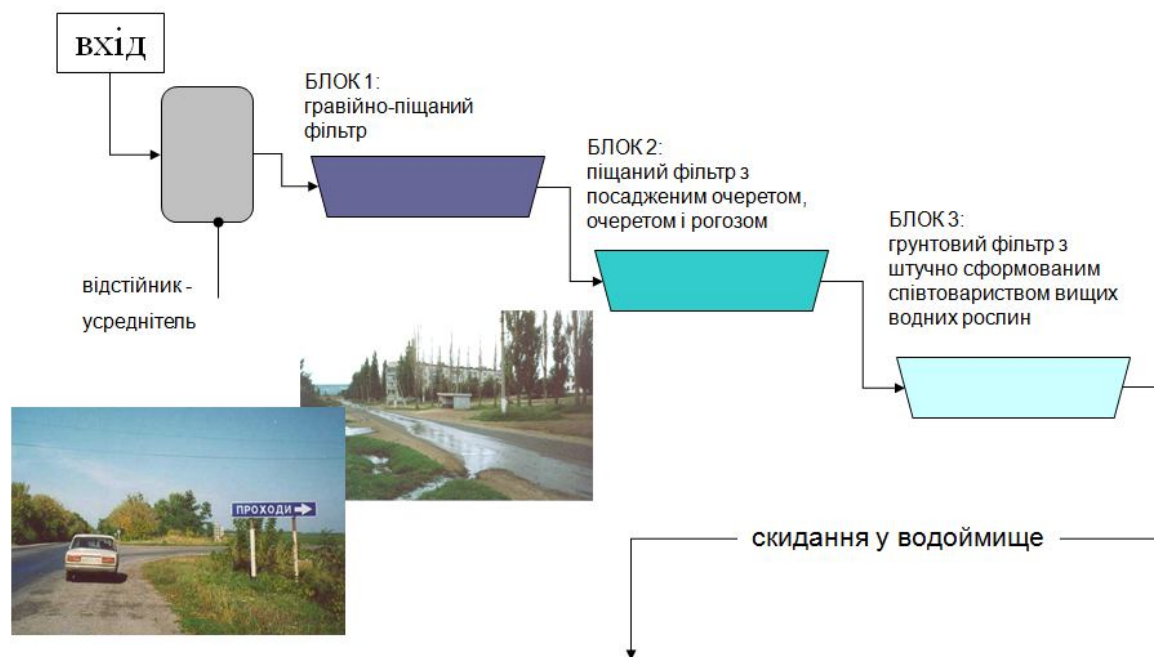 вхід
БЛОК 1:
гравійно-піщаний
фільтр
БЛОК 2:
піщаний фільтр з
посадженим очеретом,
очеретом і рогозом
БЛОК 3:
грунтовий фільтр з
штучно сформованим
співтовариством вищих
водних рослин
відстійник -
усреднітель
ПРОХОДИ
скидання у водоймище